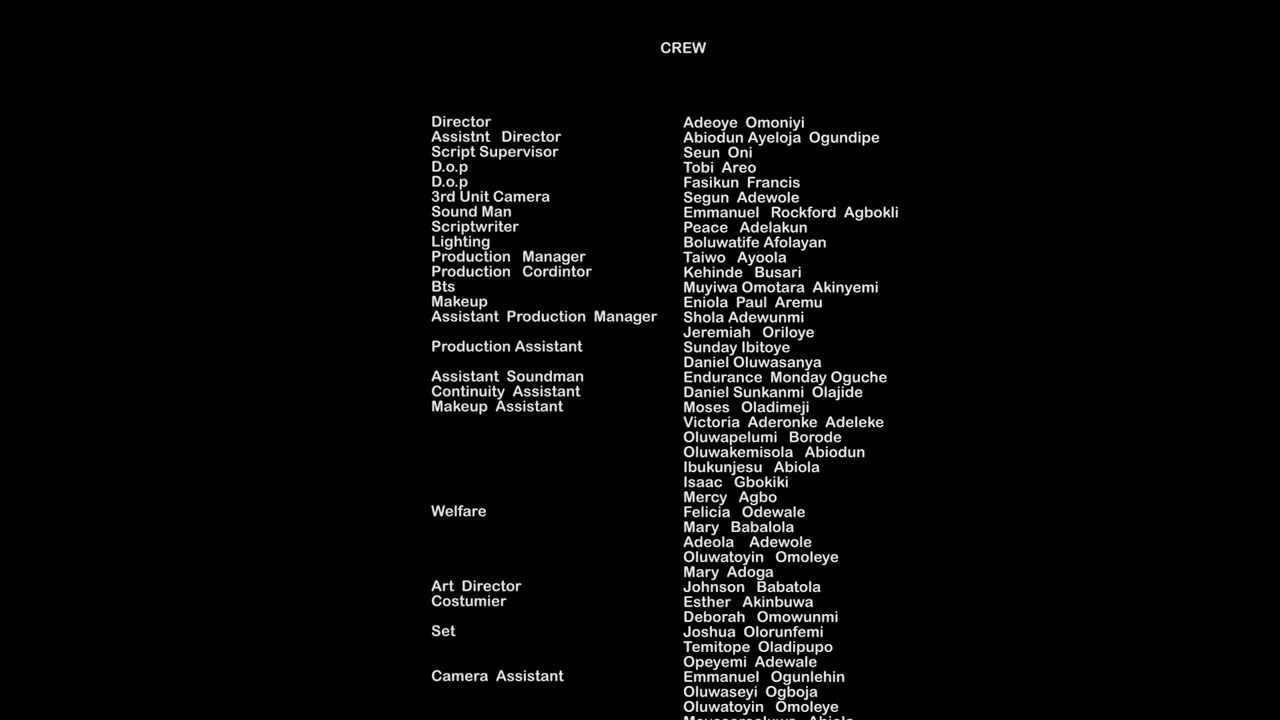 CREW
Director Adeoye Omoniyi
Assistnt Director Abiodun Ayeloja Ogundipe
Script Supervisor Seun Oni
D.o.p Tobi Areo
D.o.p Fasikun Francis
3rd Unit Camera Segun Adewole
Sound Man Emmanuel Rockford Agbokli
Scriptwriter Peace Adelakun
Lighting Boluwatife Afolayan
Production Manager Taiwo Ayoola
Production Cordintor Kehinde Busari
Bts Muyiwa Omotara Akinyemi
Makeup Eniola Paul Aremu
Assistant Production Manager Shola Adewunmi
Jeremiah Oriloye
Production Assistant Sunday Ibitoye
Daniel Oluwasanya
Assistant Soundman Endurance Monday Oguche
Continuity Assistant Daniel Sunkanmi Olajide
Makeup Assistant Moses Oladimeji
Victoria Aderonke Adeleke
Oluwapelumi Borode
Oluwakemisola Abiodun
Ibukunjesu Abiola
Isaac Gbokiki
Mercy Agbo
Welfare Felicia Odewale
Mary Babalola
Adeola Adewole
Oluwatoyin Omoleye
Mary Adoga
Art Director Johnson Babatola
Costumier Esther Akinbuwa
Deborah Omowunmi
Set Joshua Olorunfemi
Temitope Oladipupo
Opeyemi Adewale
Camera Assistant Emmanuel Ogunlehin
Oluwaseyi Ogboja
Oluwatoyin Omoleye